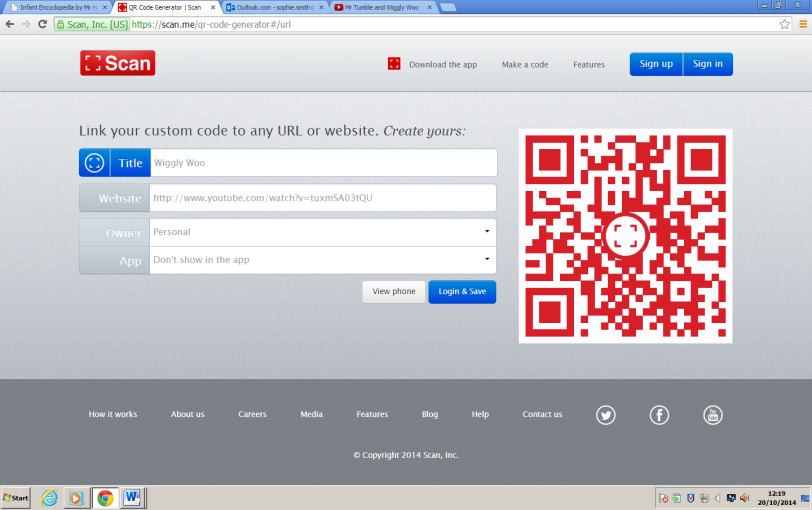 Infant Encyclopedia by Mr H
QR Code Generator | Scan
Outlook.com - sophie.smith
Mr Tumble and Wiggly Woo
Scan, Inc. [US] https://scan.me/qr-code-generator#/url
Scan
Download the app
Make a code
Features
Sign up
Sign in
Link your custom code to any URL or website. Create yours:
Title
Wiggly Woo
Website
http://www.youtube.com/watch?v=tuxmSA03tQU
Owner
Personal
App
Don't show in the app
View phone
Login & Save
How it works
About us
Careers
Media
Features
Blog
Help
Contact us
You Tube
© Copyright 2014 Scan, Inc.
Start
12:19
20/10/2014